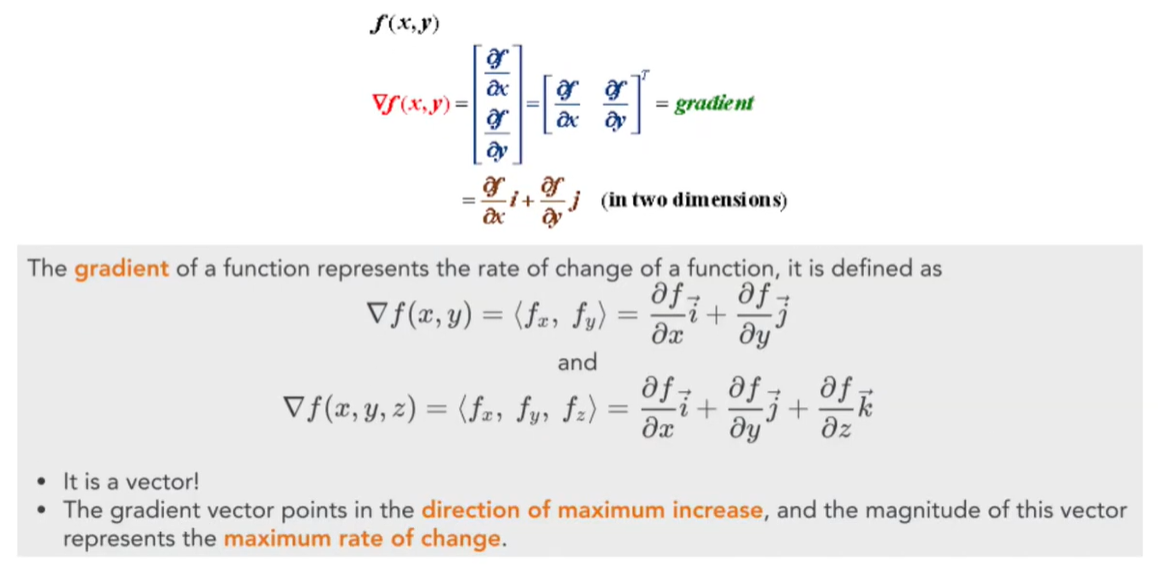 f(x,y)
∇f(x,y) = [∂f/∂x ∂f/∂y] = [∂f/∂x ∂f/∂y]^T = gradient
= ∂f/∂x i + ∂f/∂y j (in two dimensions)
The gradient of a function represents the rate of change of a function, it is defined as
∇f(x, y) = ⟨f_x, f_y⟩ = ∂f/∂x i⃗ + ∂f/∂y j⃗
and
∇f(x, y, z) = ⟨f_x, f_y, f_z⟩ = ∂f/∂x i⃗ + ∂f/∂y j⃗ + ∂f/∂z k⃗
• It is a vector!
• The gradient vector points in the direction of maximum increase, and the magnitude of this vector
represents the maximum rate of change.